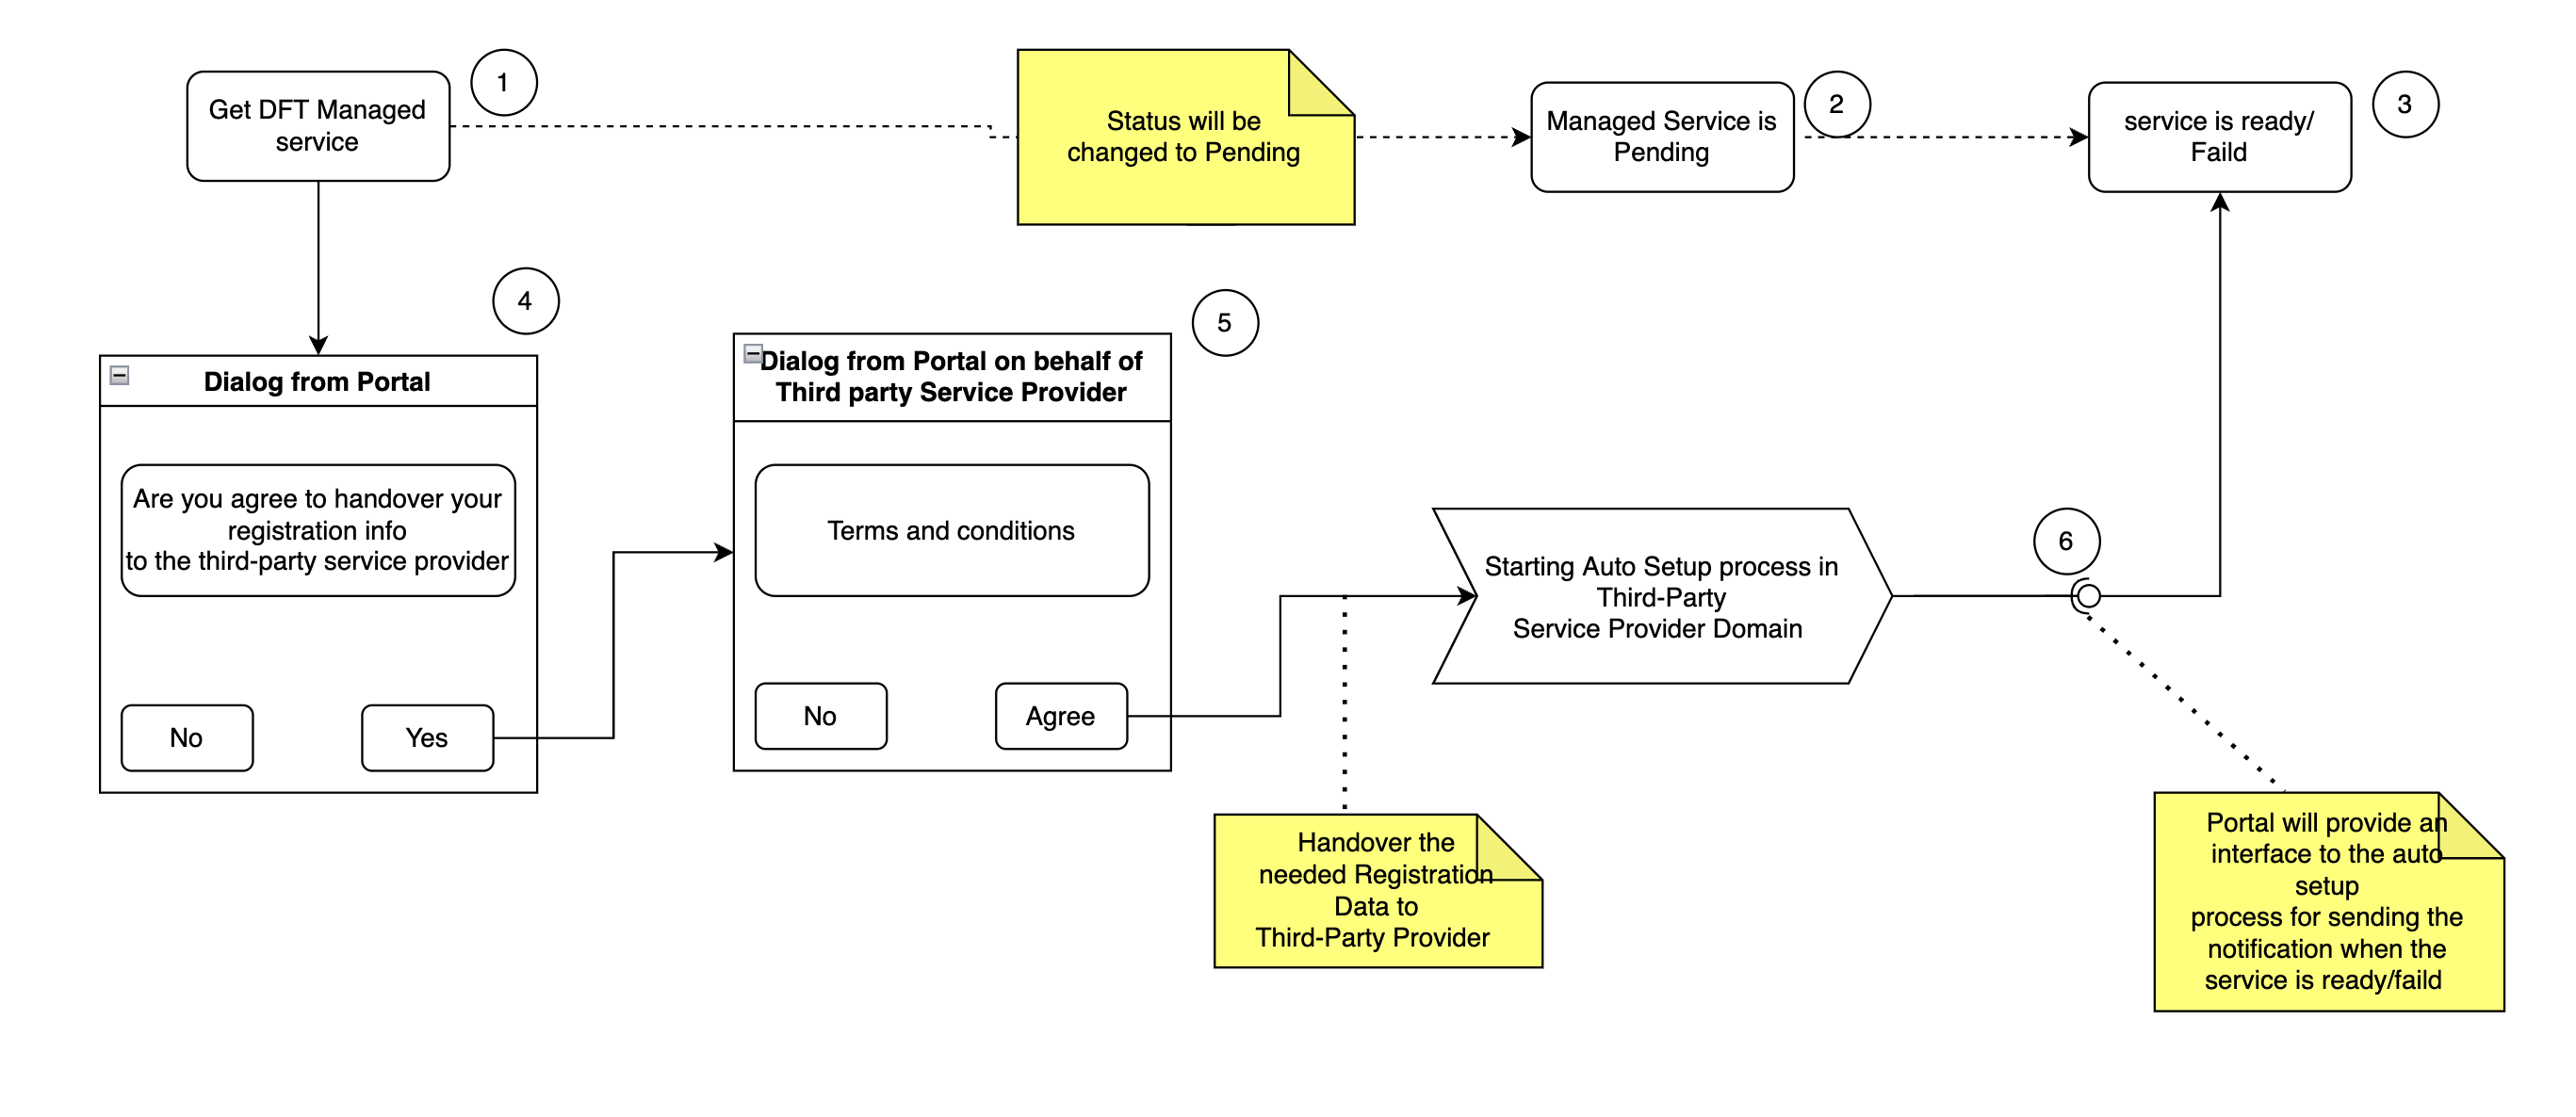 Get DFT Managed
service
1
Status will be
changed to Pending
Managed Service is
Pending
2
service is ready/
Faild
3
4
Dialog from Portal
Are you agree to handover your
registration info
to the third-party service provider
No
Yes
5
Dialog from Portal on behalf of
Third party Service Provider
Terms and conditions
No
Agree
Starting Auto Setup process in
Third-Party
Service Provider Domain
6
Handover the
needed Registration
Data to
Third-Party Provider
Portal will provide an
interface to the auto
setup
process for sending the
notification when the
service is ready/faild